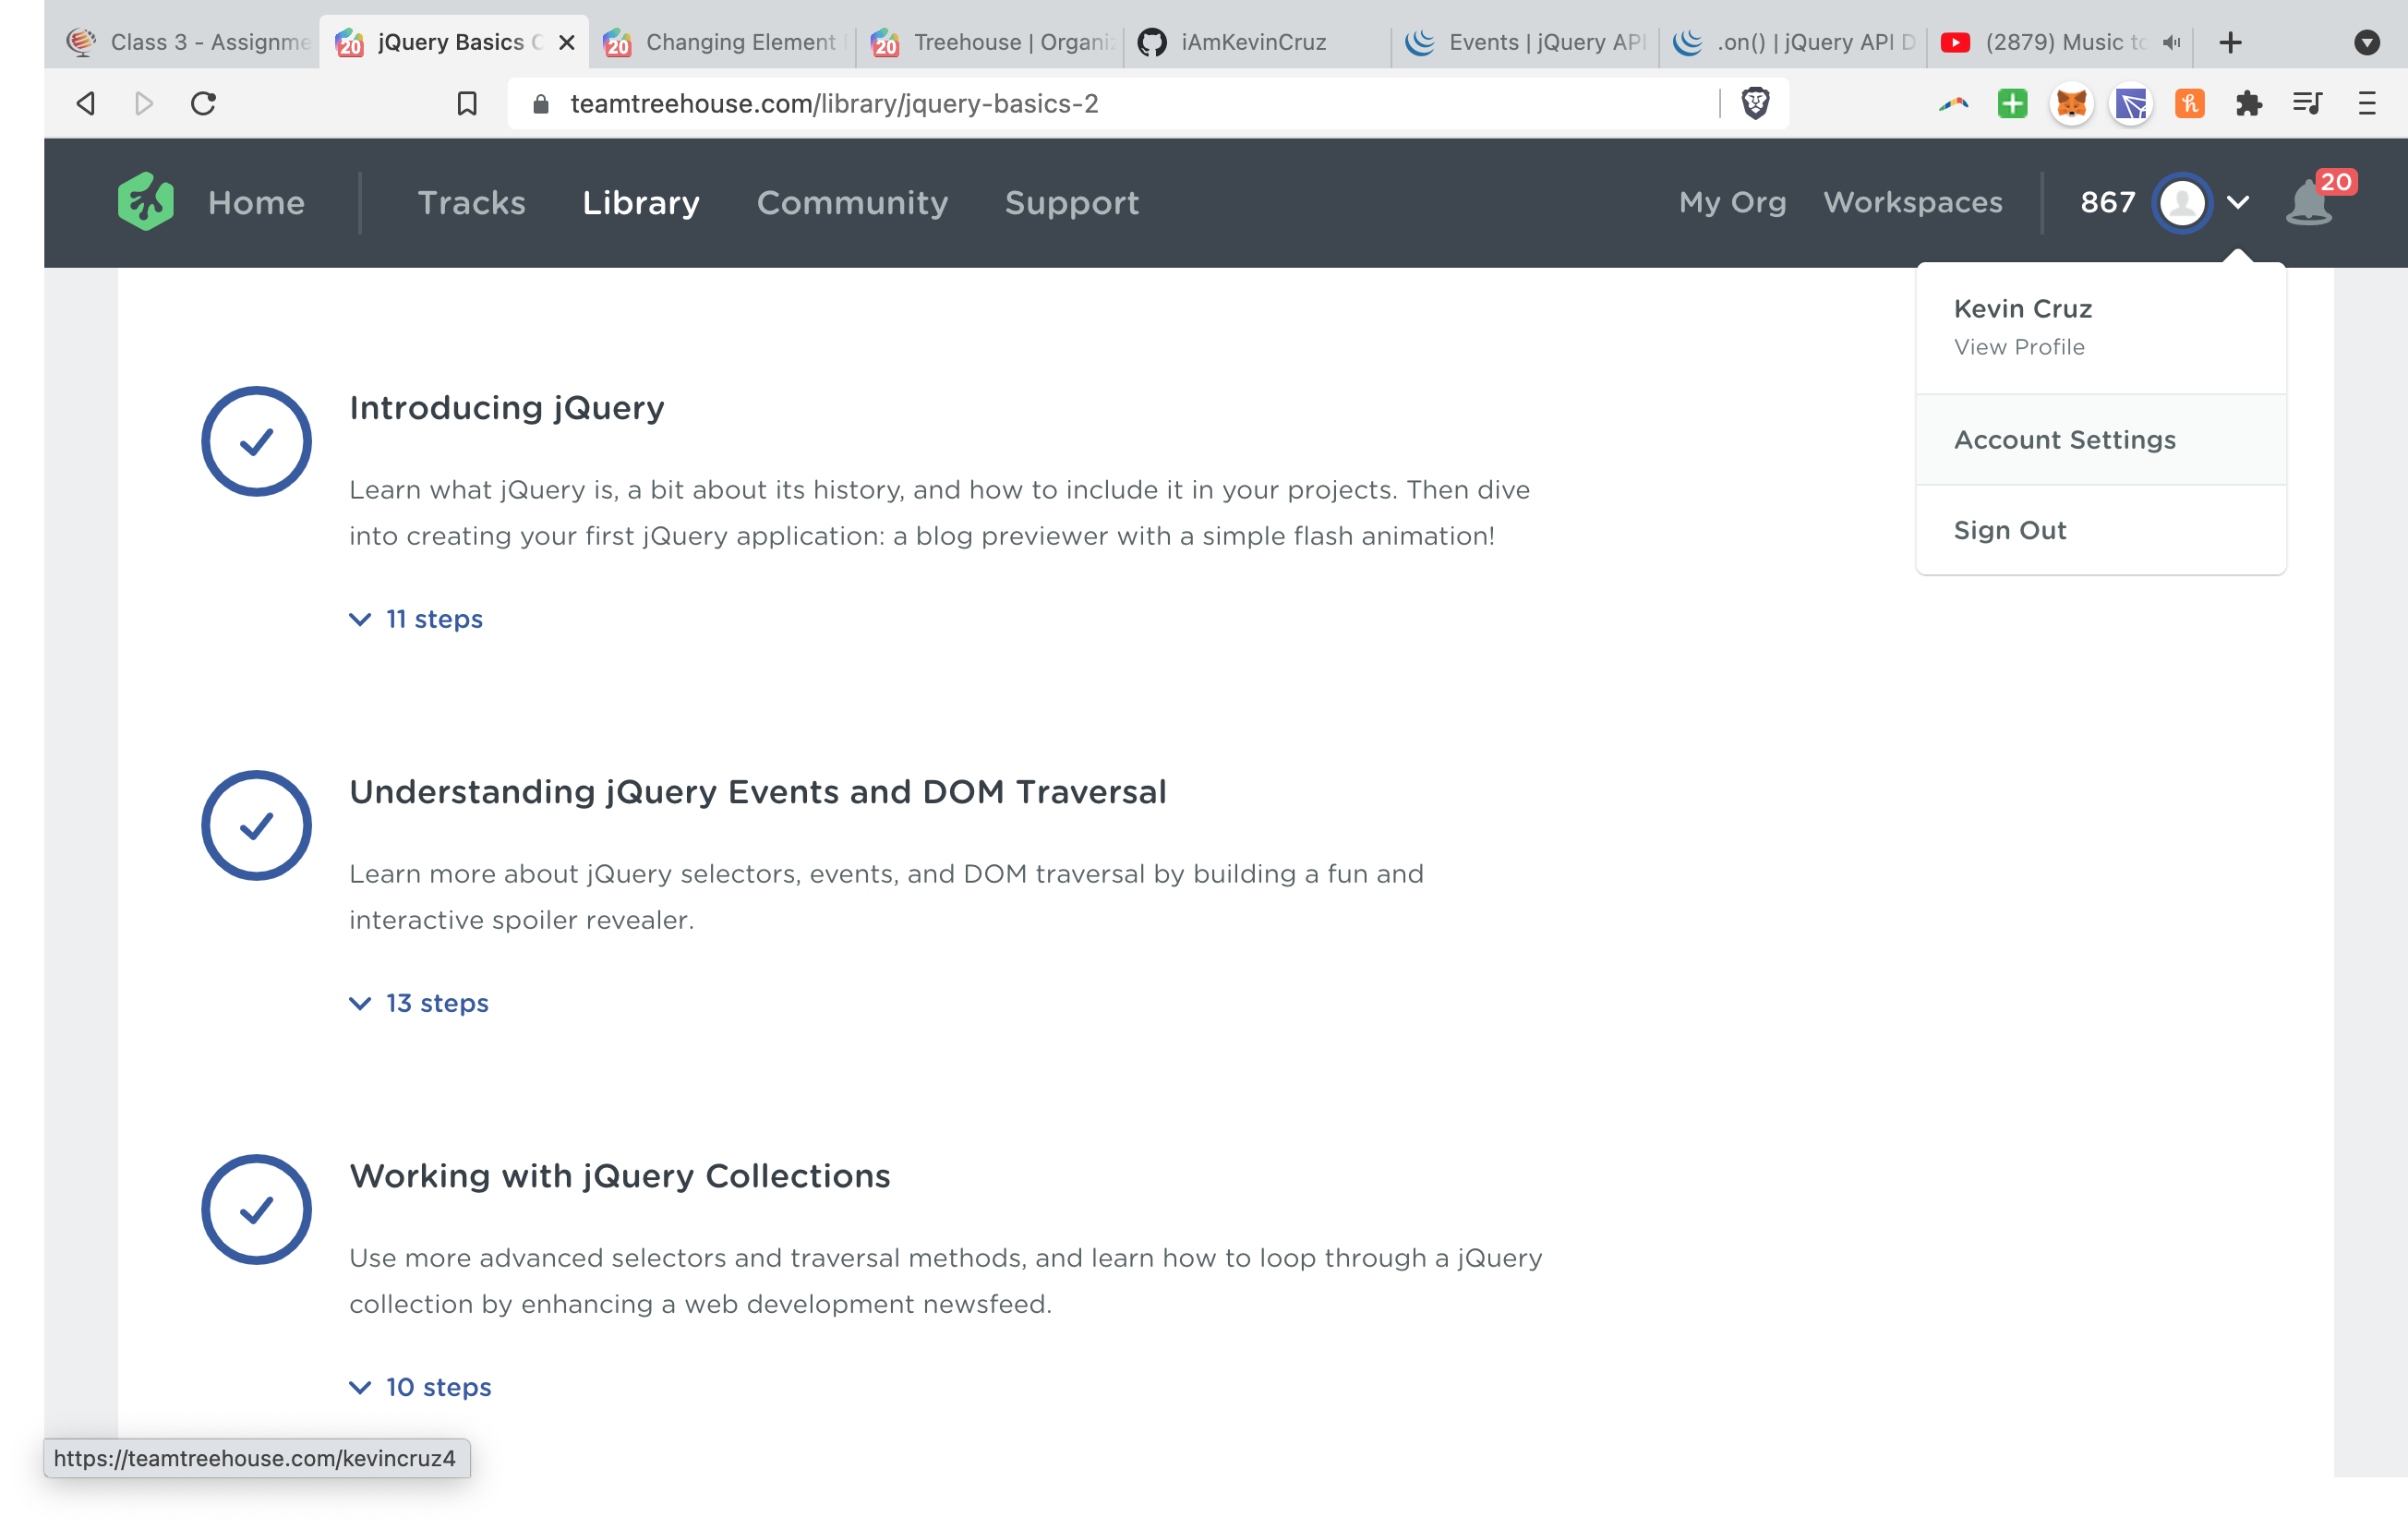 Class 3 - Assignme
jQuery Basics
Changing Element
Treehouse | Organiz
iAmKevinCruz
Events | jQuery API
.on() | jQuery API D
(2879) Music to
teamtreehouse.com/library/jquery-basics-2
Home
Tracks
Library
Community
Support
My Org
Workspaces
867
20
Kevin Cruz
View Profile
Account Settings
Sign Out
Introducing jQuery
Learn what jQuery is, a bit about its history, and how to include it in your projects. Then dive
into creating your first jQuery application: a blog previewer with a simple flash animation!
11 steps
Understanding jQuery Events and DOM Traversal
Learn more about jQuery selectors, events, and DOM traversal by building a fun and
interactive spoiler revealer.
13 steps
Working with jQuery Collections
Use more advanced selectors and traversal methods, and learn how to loop through a jQuery
collection by enhancing a web development newsfeed.
10 steps
https://teamtreehouse.com/kevincruz4